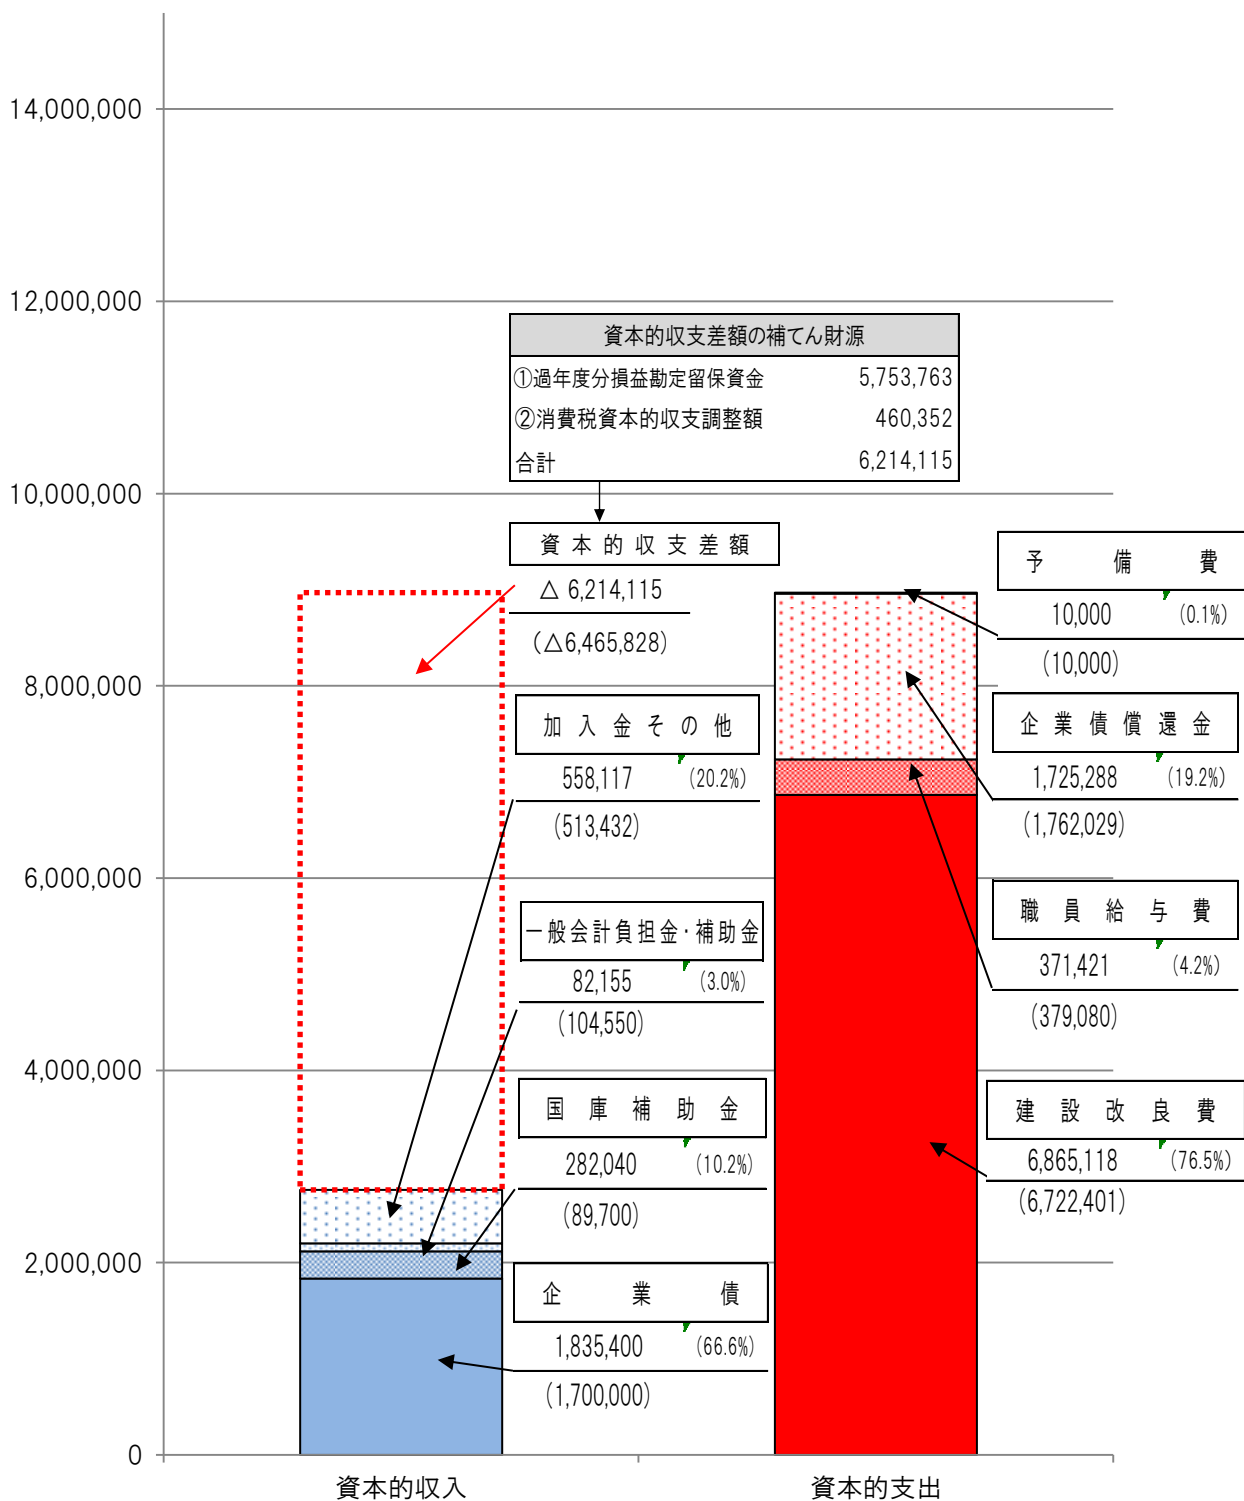 14,000,000
12,000,000
10,000,000
8,000,000
6,000,000
4,000,000
2,000,000
0
資本的収支差額の補てん財源
①過年度分損益勘定留保資金 5,753,763
②消費税資本的収支調整額 460,352
合計 6,214,115
資本的収支差額
△ 6,214,115
(△6,465,828)
加入金その他
558,117 (20.2%)
(513,432)
一般会計負担金・補助金
82,155 (3.0%)
(104,550)
国庫補助金
282,040 (10.2%)
(89,700)
企業債
1,835,400 (66.6%)
(1,700,000)
予備費
10,000 (0.1%)
(10,000)
企業債償還金
1,725,288 (19.2%)
(1,762,029)
職員給与費
371,421 (4.2%)
(379,080)
建設改良費
6,865,118 (76.5%)
(6,722,401)
資本的収入
資本的支出